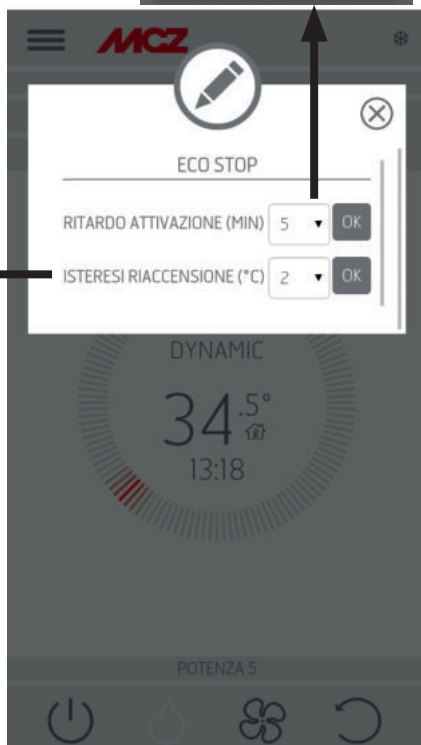 MCZ
ECO STOP
RITARDO ATTIVAZIONE (MIN) 5 OK
ISTERESI RIACCENSIONE (°C) 2 OK
DYNAMIC
34.5°
13:18
POTENZA 5